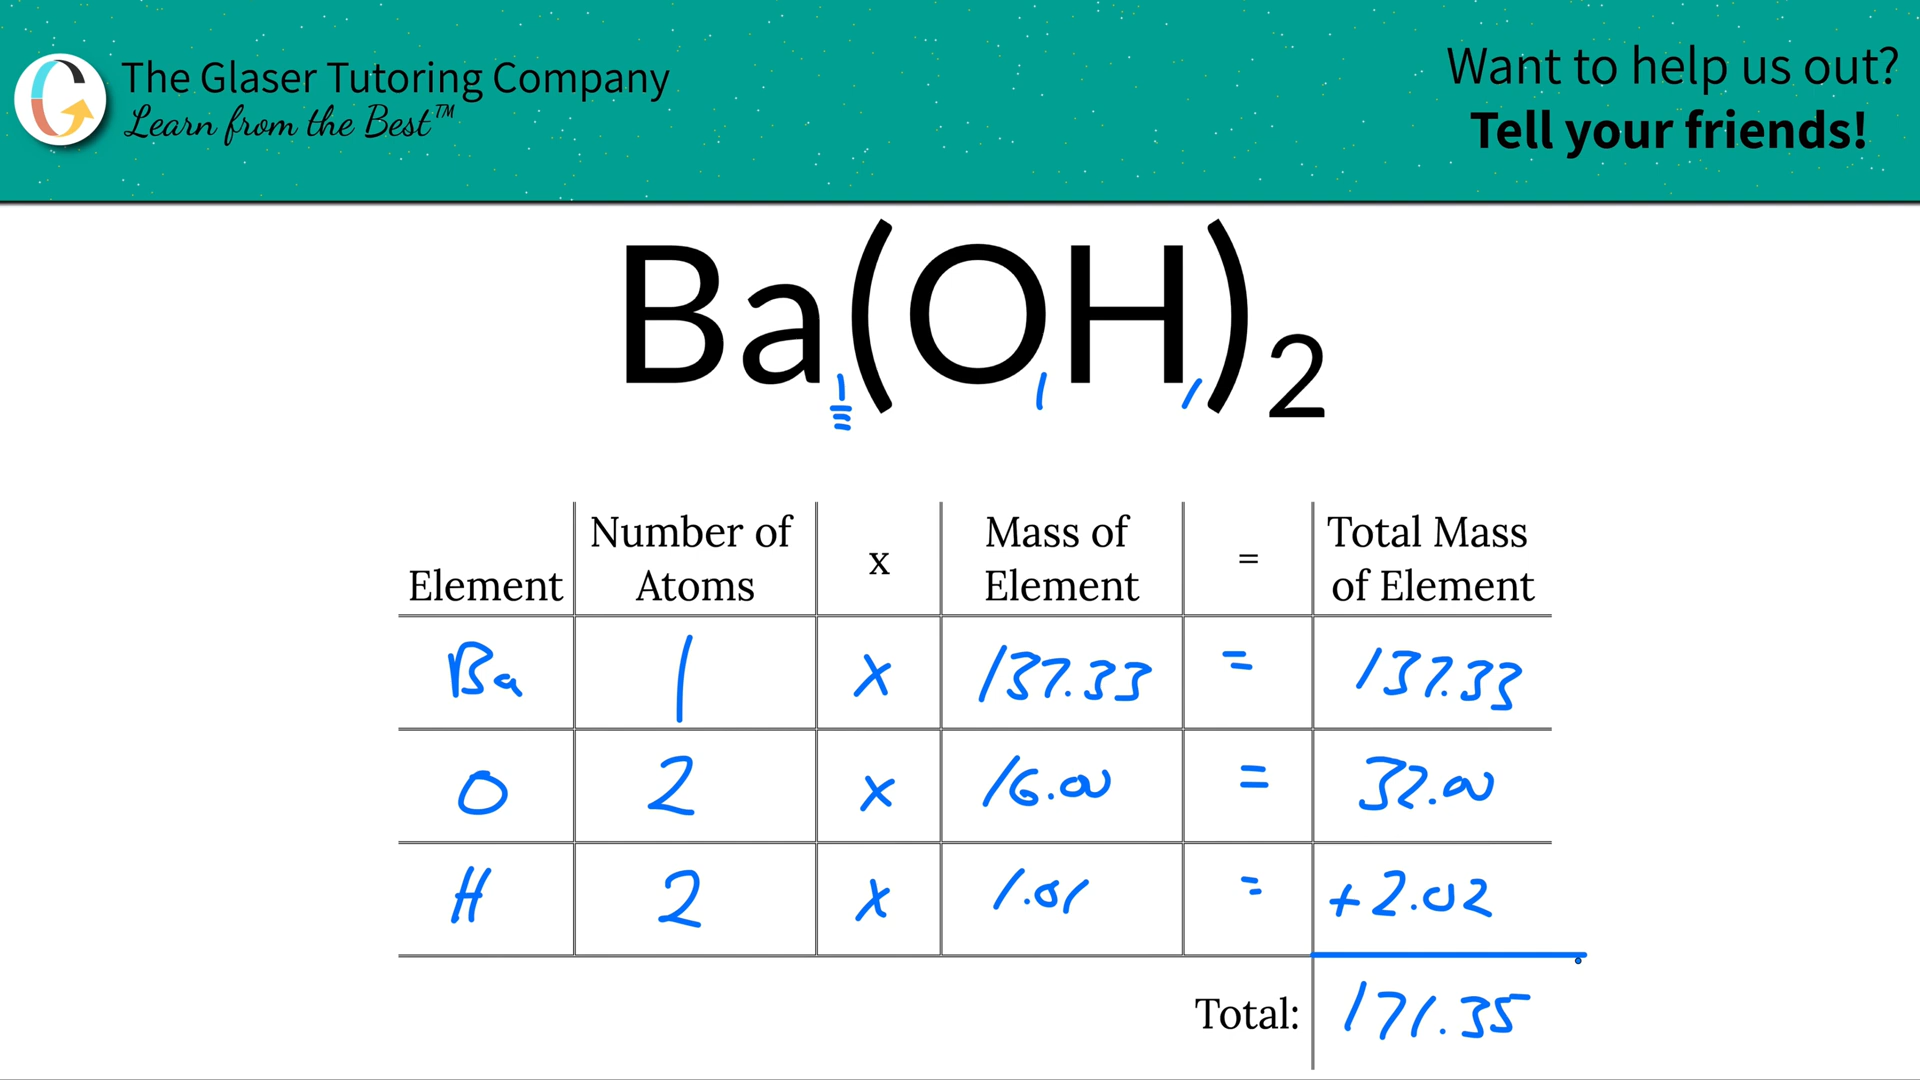 The Glaser Tutoring Company
Learn from the Best™
Want to help us out?
Tell your friends!
Ba(OH)₂
1 1 1
Element Number of Atoms x Mass of Element = Total Mass of Element
Ba 1 x 137.33 = 137.33
O 2 x 16.00 = 32.00
H 2 x 1.01 = +2.02
Total: 171.35